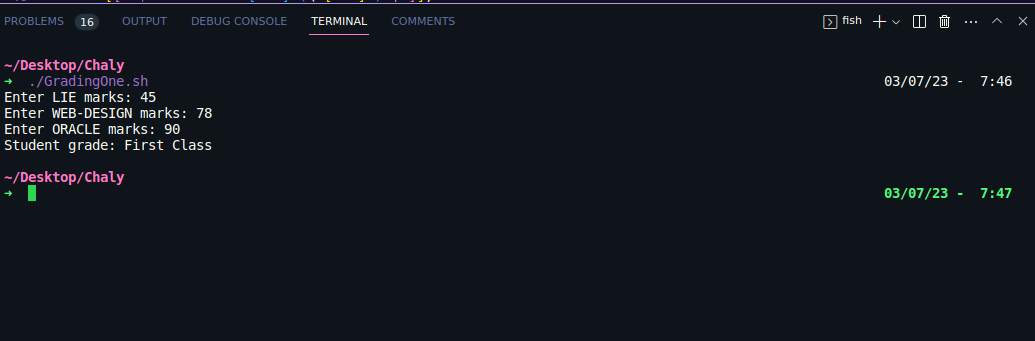 PROBLEMS 16 OUTPUT DEBUG CONSOLE TERMINAL COMMENTS fish
~/Desktop/Chaly
➜ ./GradingOne.sh 03/07/23 - 7:46
Enter LIE marks: 45
Enter WEB-DESIGN marks: 78
Enter ORACLE marks: 90
Student grade: First Class
~/Desktop/Chaly
➜ 03/07/23 - 7:47